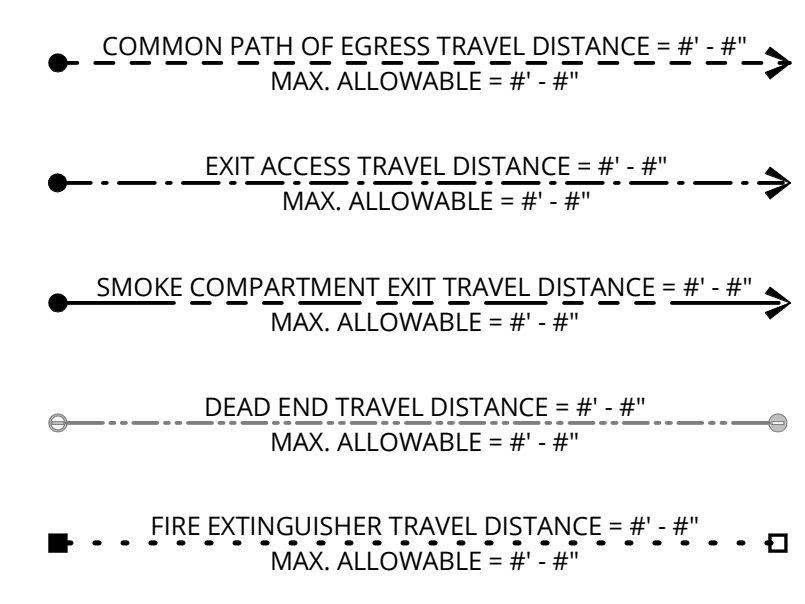 COMMON PATH OF EGRESS TRAVEL DISTANCE = #' - #"
MAX. ALLOWABLE = #' - #"
EXIT ACCESS TRAVEL DISTANCE = #' - #"
MAX. ALLOWABLE = #' - #"
SMOKE COMPARTMENT EXIT TRAVEL DISTANCE = #' - #"
MAX. ALLOWABLE = #' - #"
DEAD END TRAVEL DISTANCE = #' - #"
MAX. ALLOWABLE = #' - #"
FIRE EXTINGUISHER TRAVEL DISTANCE = #' - #"
MAX. ALLOWABLE = #' - #"